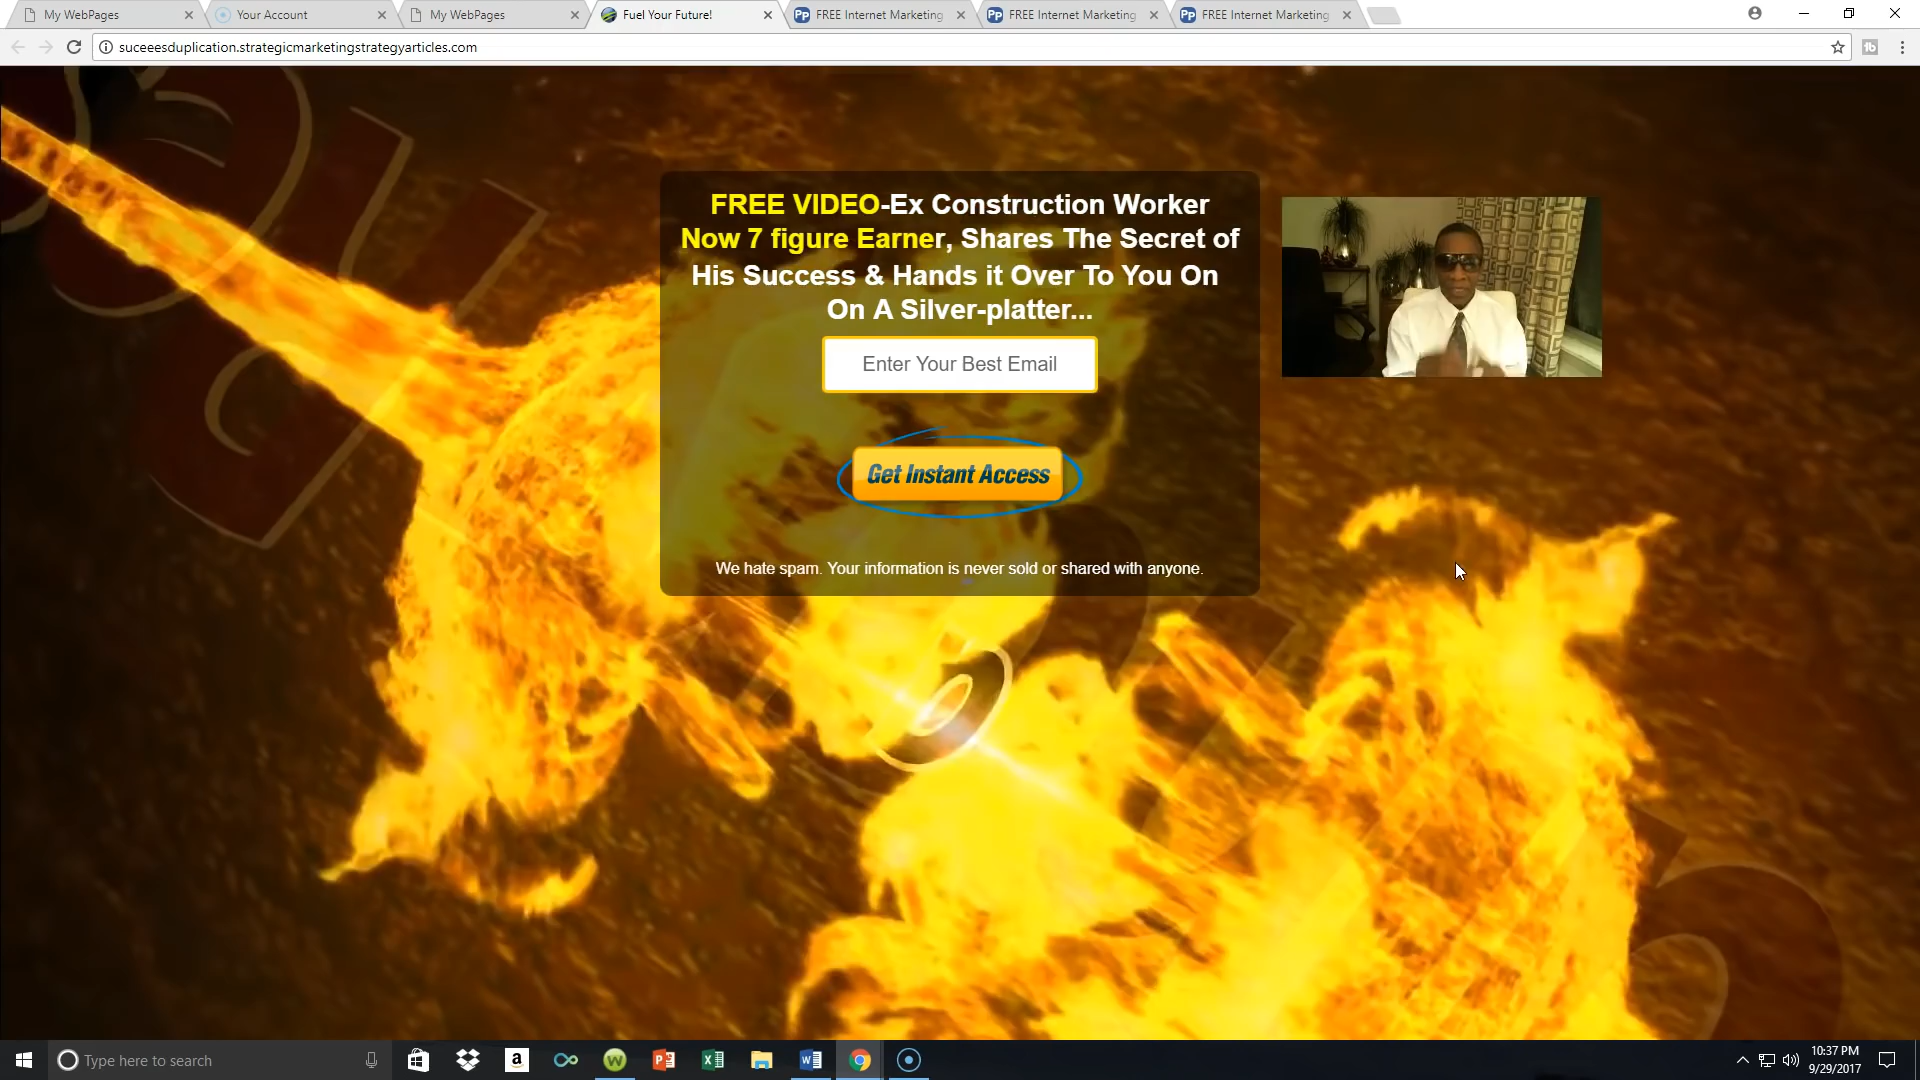 My WebPages
Your Account
My WebPages
Fuel Your Future!
FREE Internet Marketing
FREE Internet Marketing
FREE Internet Marketing
suceeesduplication.strategicmarketingstrategyarticles.com
FREE VIDEO-Ex Construction Worker
Now 7 figure Earner, Shares The Secret of
His Success & Hands it Over To You On
On A Silver-platter...
Enter Your Best Email
Get Instant Access
We hate spam. Your information is never sold or shared with anyone.
Type here to search
10:37 PM
9/29/2017